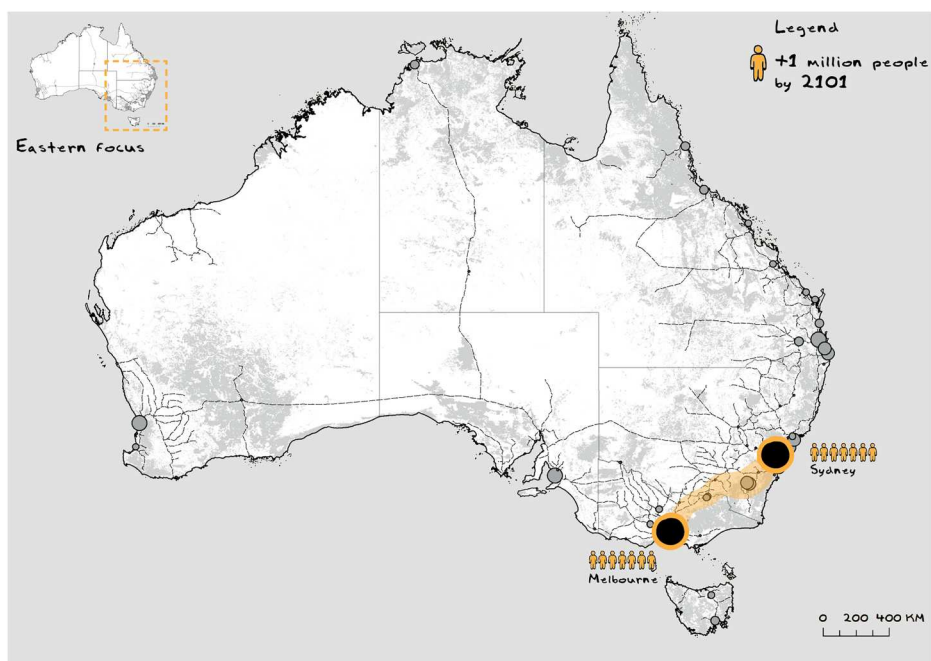 Legend
+1 million people
by 2101
Eastern focus
Sydney
Melbourne
0 200 400 KM